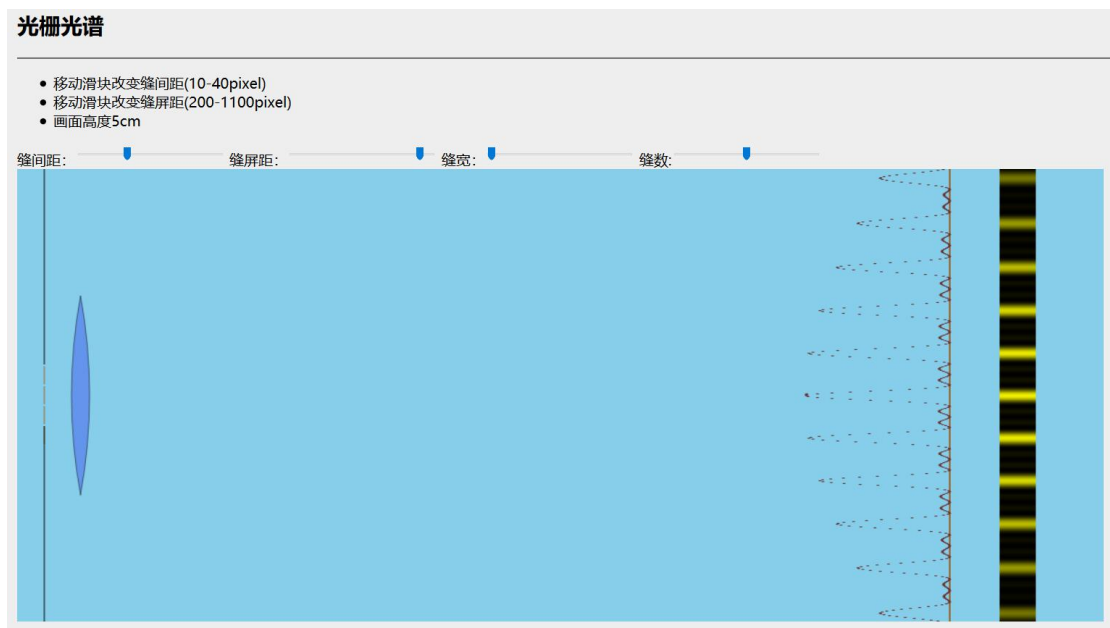 光栅光谱
移动滑块改变缝间距(10-40pixel)
移动滑块改变缝屏距(200-1100pixel)
画面高度5cm
缝间距： 缝屏距： 缝宽： 缝数: